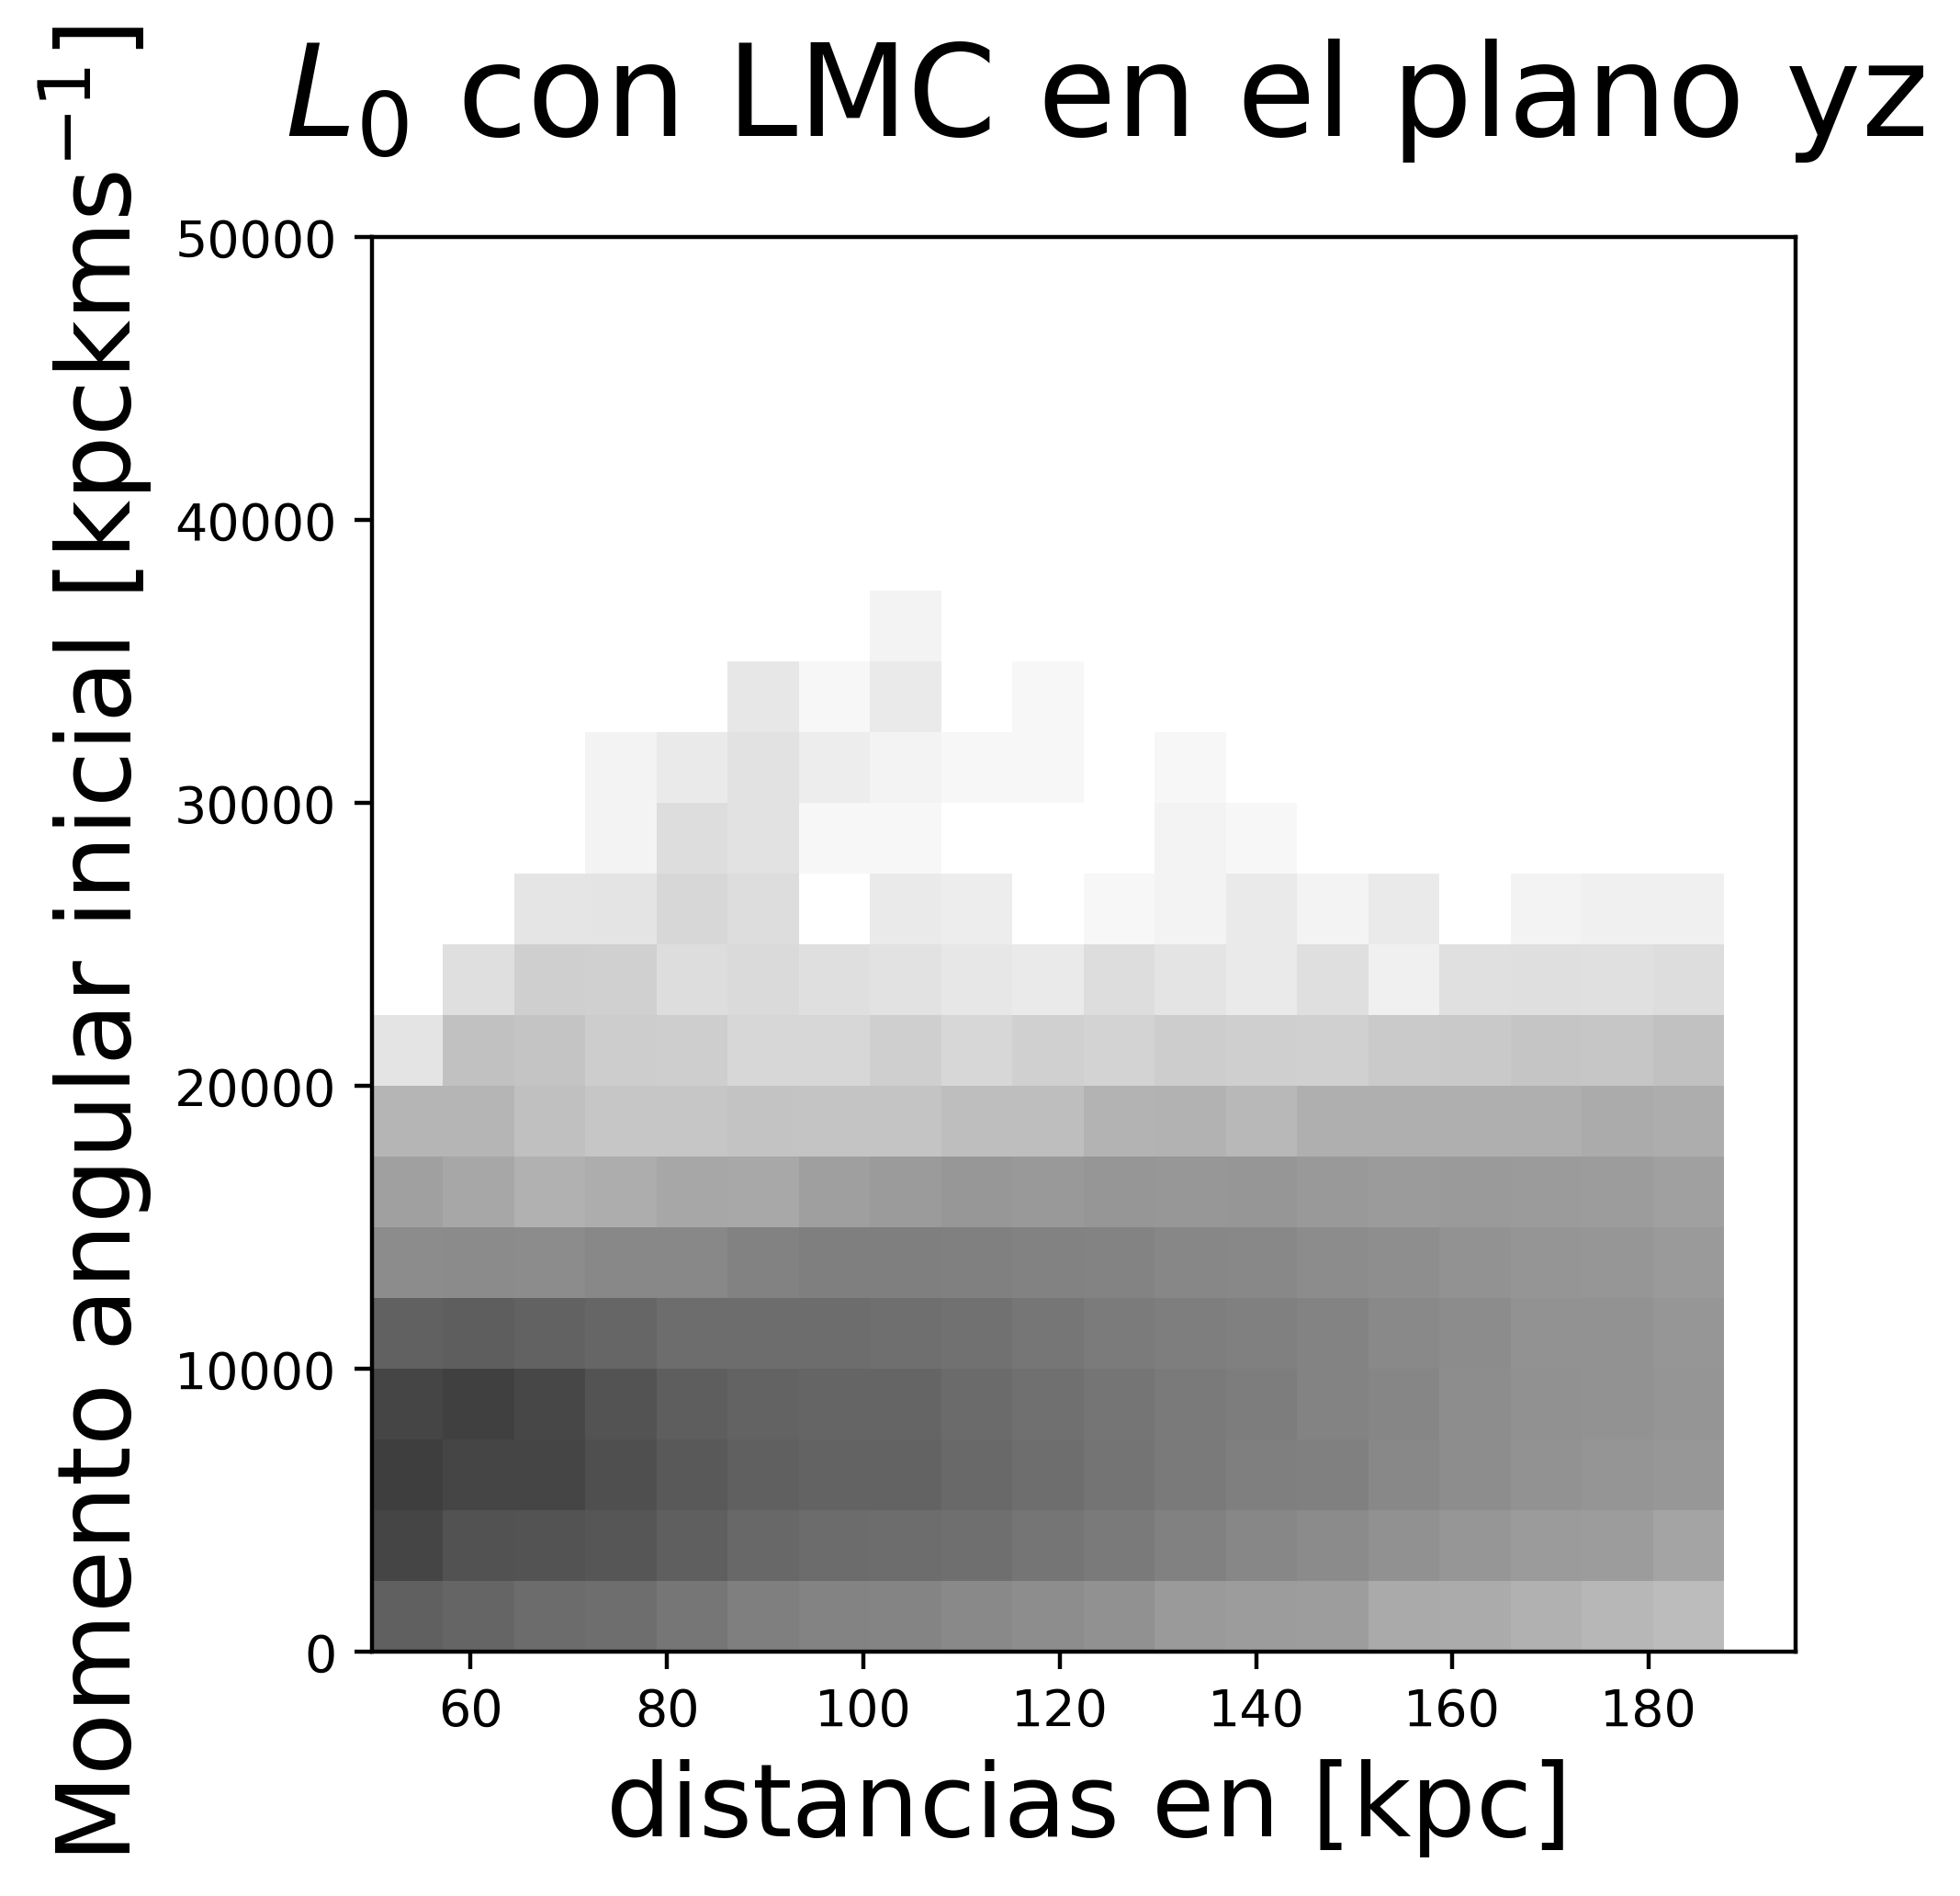 L₀ con LMC en el plano yz
Momento angular inicial [kpckms⁻¹]
50000
40000
30000
20000
10000
0
60 80 100 120 140 160 180
distancias en [kpc]